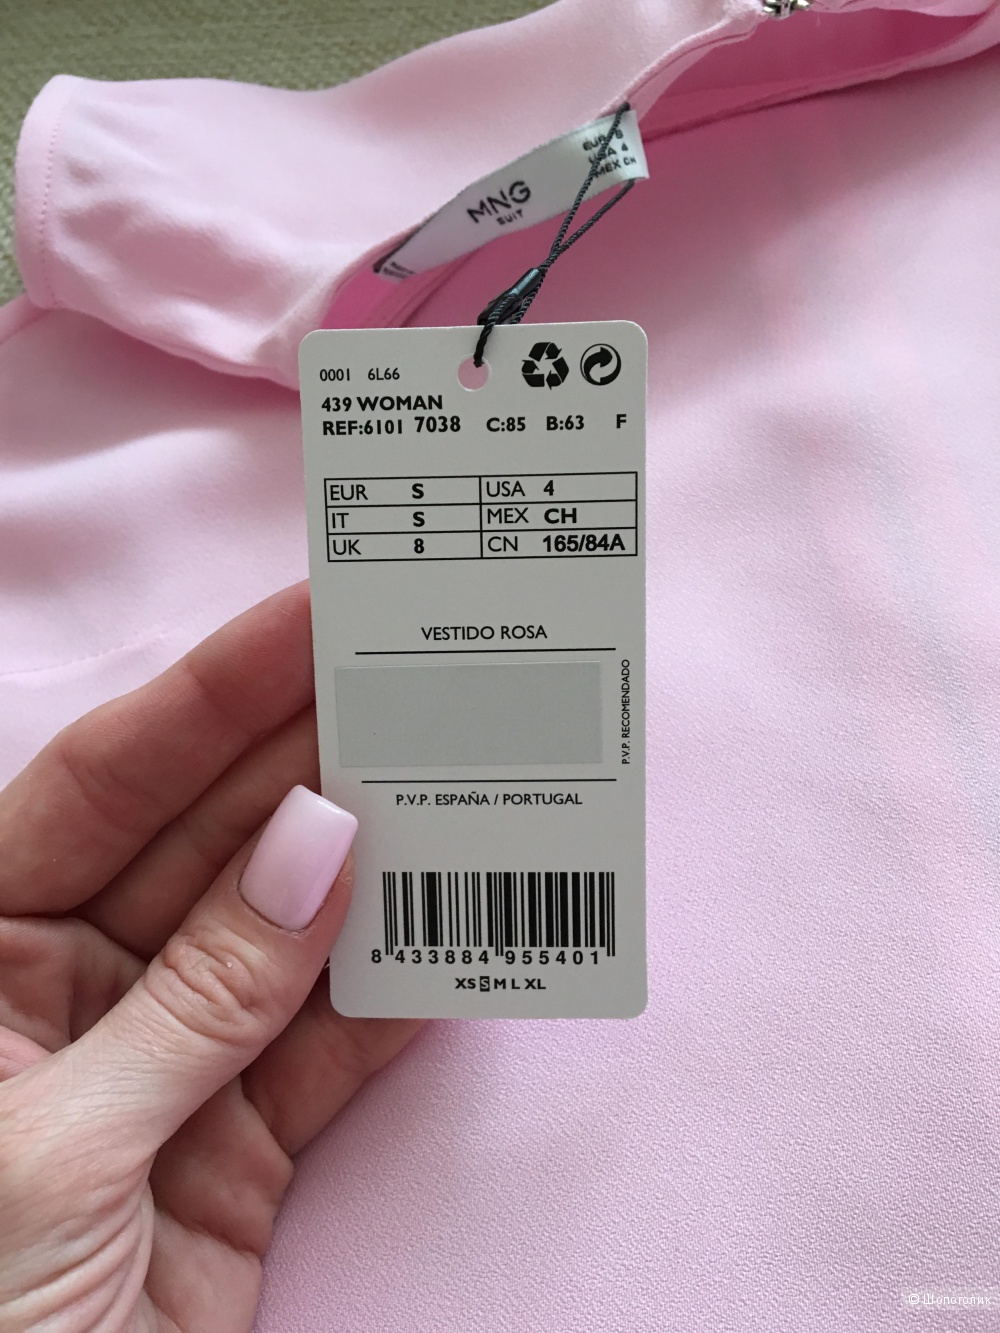 EUR S
USA 4
MEX CH
MNG
SUIT
0001 6L66
439 WOMAN
REF:6101 7038 C:85 B:63 F
EUR S USA 4
IT S MEX CH
UK 8 CN 165/84A
VESTIDO ROSA
P.V.P. RECOMENDADO
P.V.P. ESPAÑA / PORTUGAL
8 433884 955401
XS S M L XL
© Шопоголик